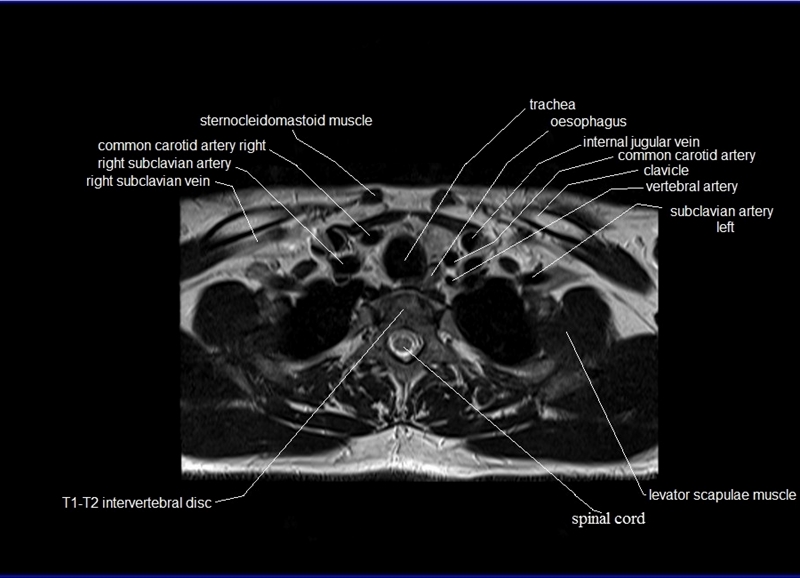 trachea
oesophagus
sternocleidomastoid muscle
internal jugular vein
common carotid artery right
common carotid artery
right subclavian artery
clavicle
right subclavian vein
vertebral artery
subclavian artery
left
levator scapulae muscle
T1-T2 intervertebral disc
spinal cord